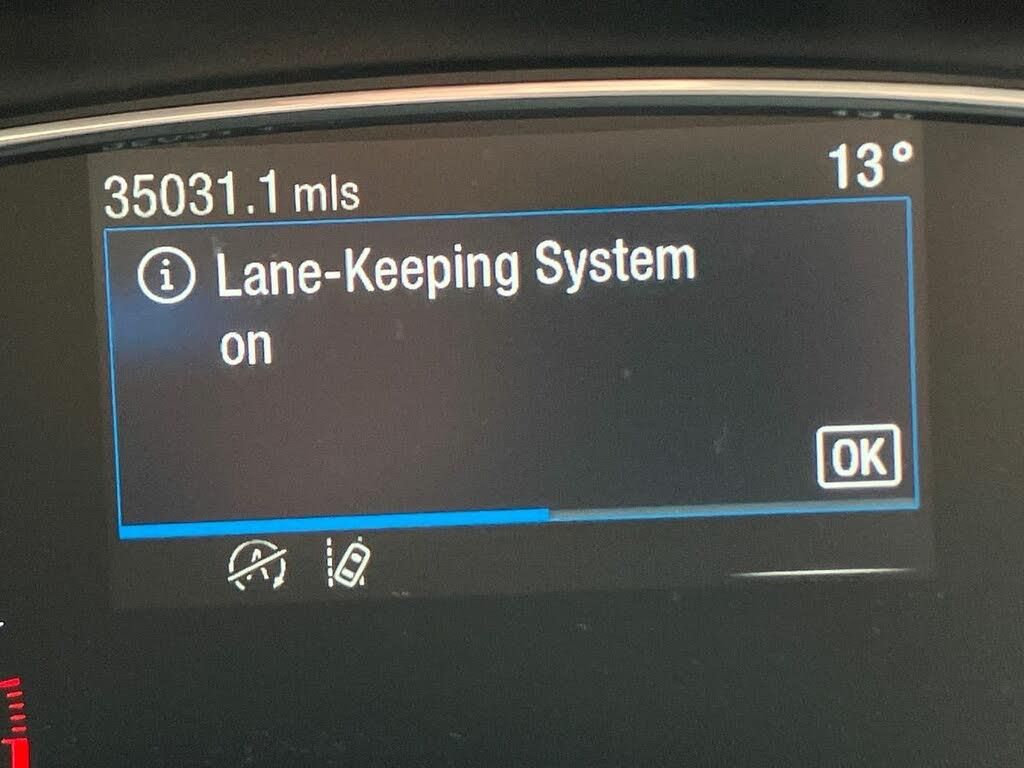 35031.1 mls
13°
Lane-Keeping System
on
OK